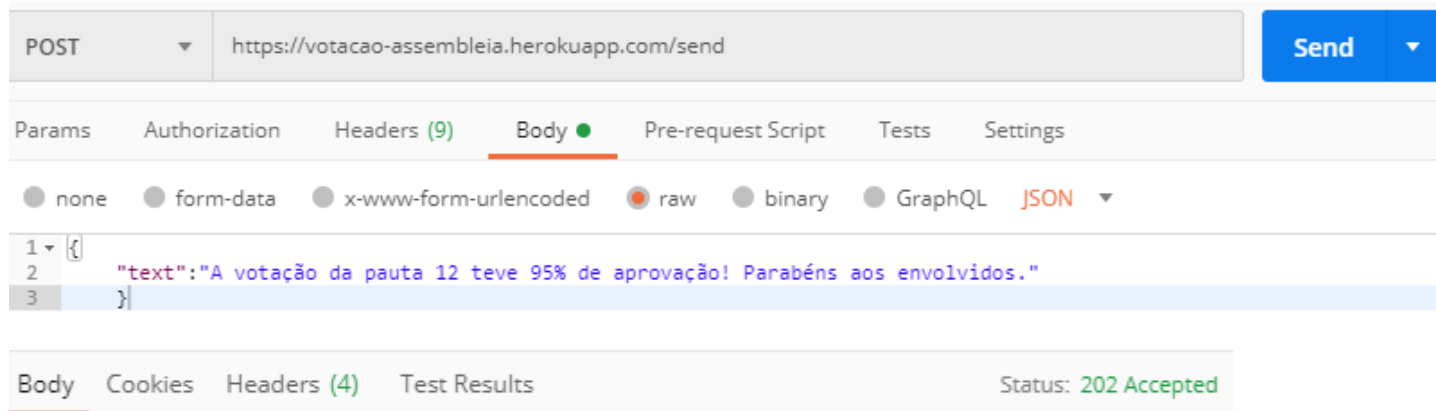 POST https://votacao-assembleia.herokuapp.com/send Send
Params Authorization Headers (9) Body Pre-request Script Tests Settings
none form-data x-www-form-urlencoded raw binary GraphQL JSON
1 {
2 "text":"A votação da pauta 12 teve 95% de aprovação! Parabéns aos envolvidos."
3 }
Body Cookies Headers (4) Test Results Status: 202 Accepted